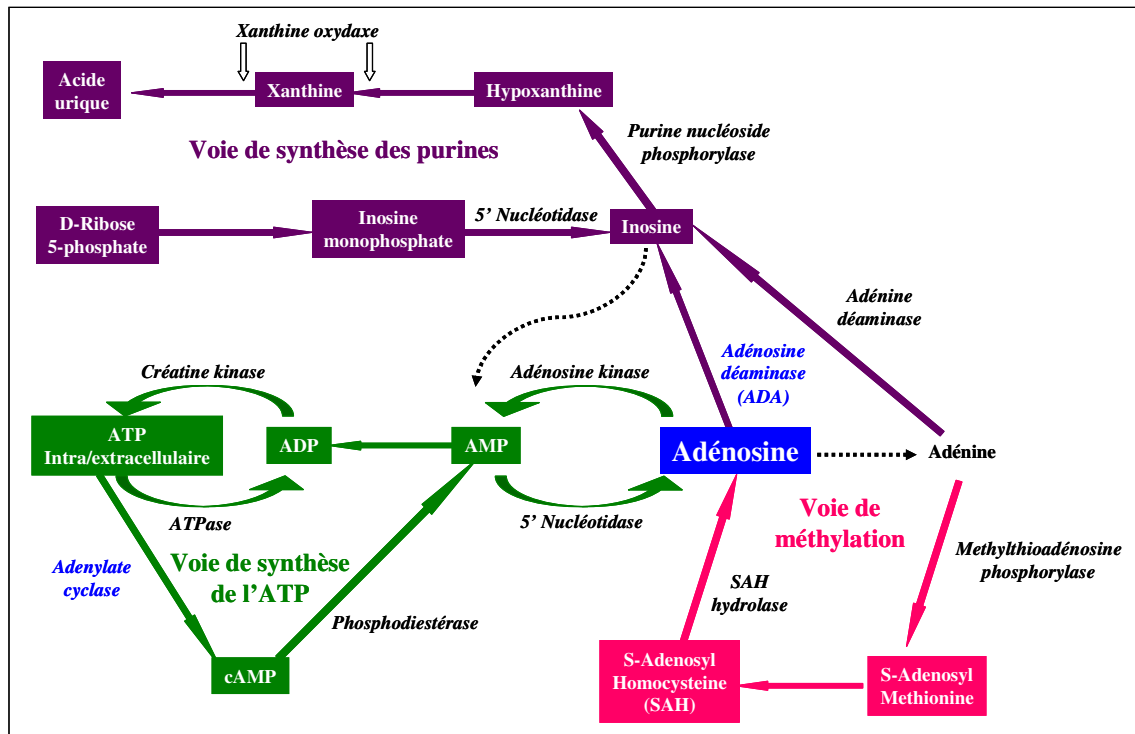 Xanthine oxydaxe
Acide
urique
Xanthine
Hypoxanthine
Purine nucléoside
phosphorylase
Voie de synthèse des purines
D-Ribose
5-phosphate
Inosine
monophosphate
5’ Nucléotidase
Inosine
Adénine
déaminase
Adénosine
déaminase
(ADA)
Créatine kinase
Adénosine kinase
ATP
Intra/extracellulaire
ADP
AMP
Adénosine
Adénine
ATPase
5’ Nucléotidase
Voie de
méthylation
Adenylate
cyclase
Voie de synthèse
de l’ATP
Methylthioadénosine
phosphorylase
SAH
hydrolase
Phosphodiestérase
cAMP
S-Adenosyl
Homocysteine
(SAH)
S-Adenosyl
Methionine